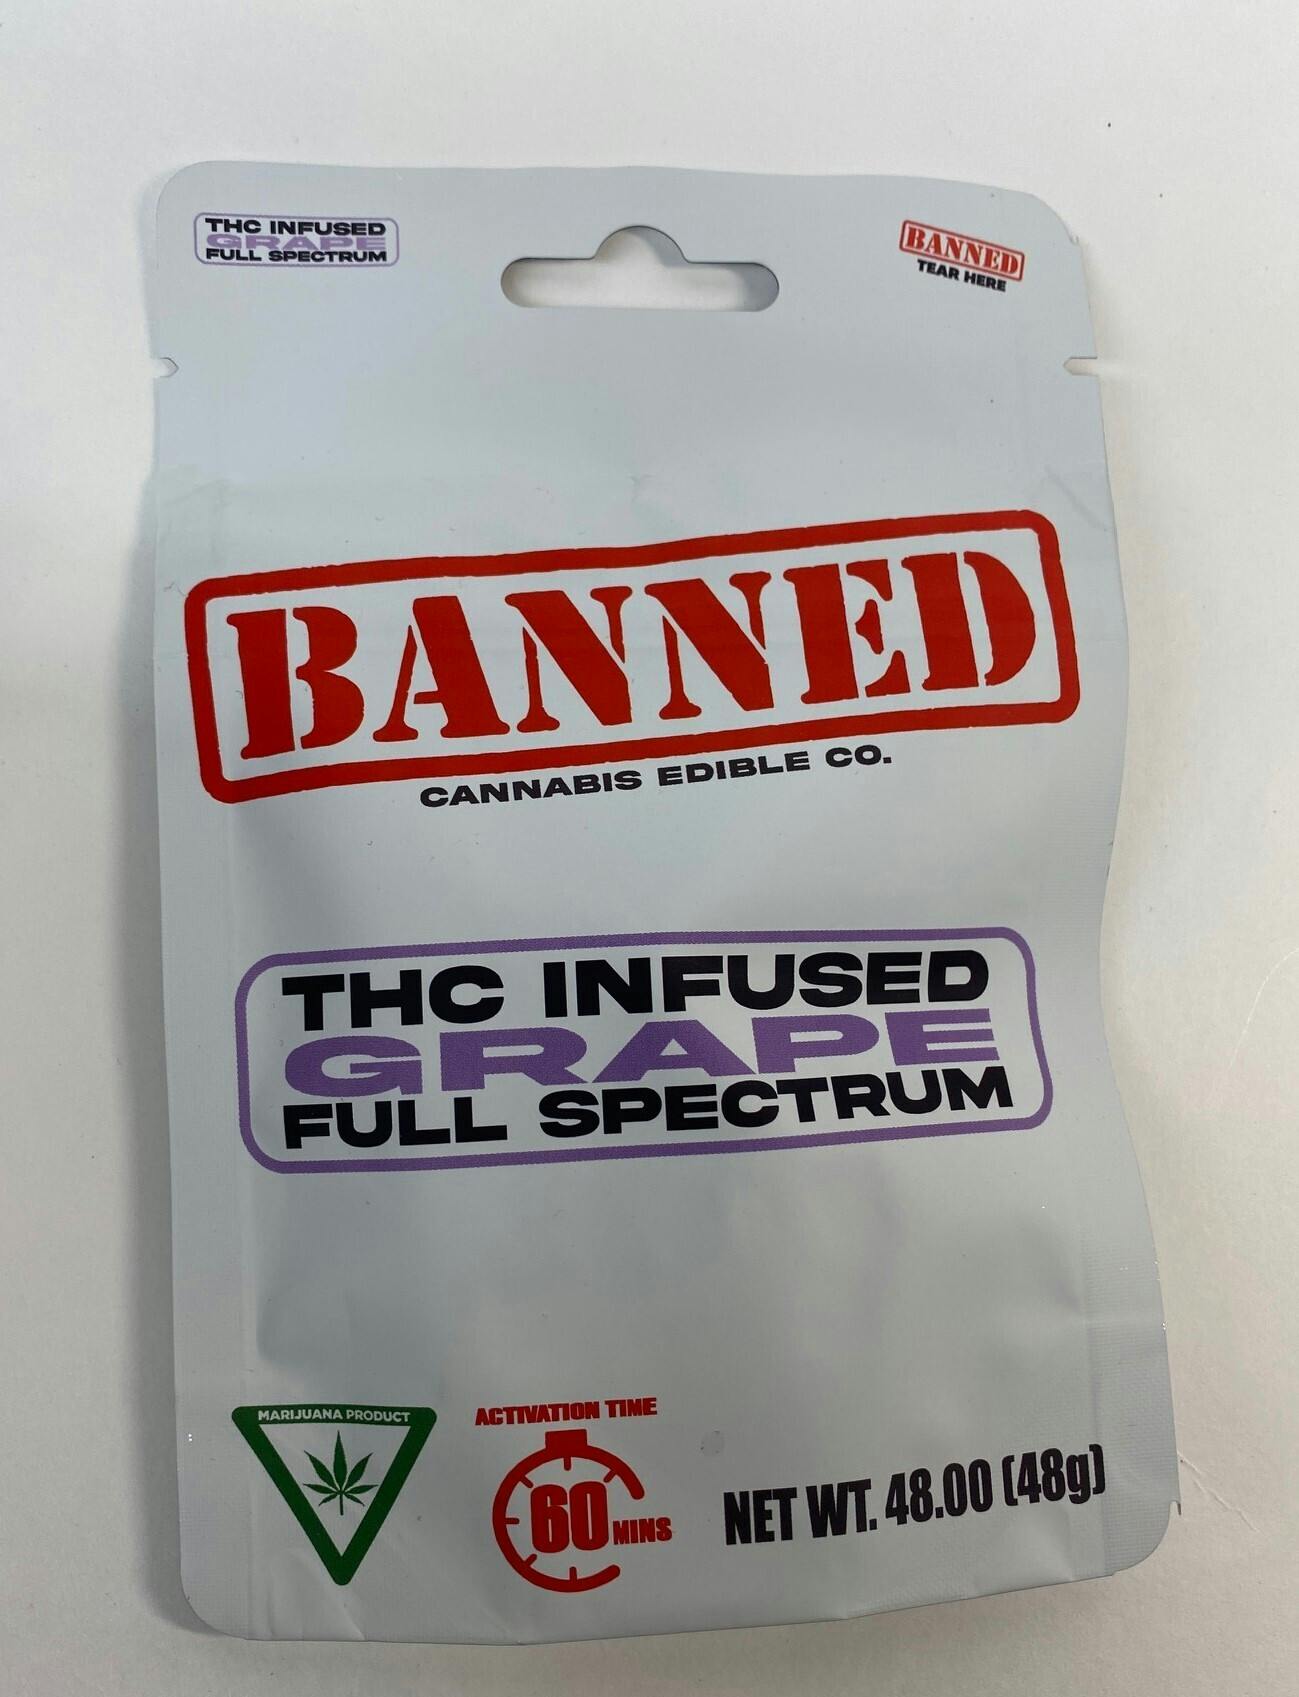 THC INFUSED
GRAPE
FULL SPECTRUM
BANNED
TEAR HERE
BANNED
CANNABIS EDIBLE CO.
THC INFUSED
GRAPE
FULL SPECTRUM
MARIJUANA PRODUCT
ACTIVATION TIME
60 MINS
NET WT. 48.00 (48g)